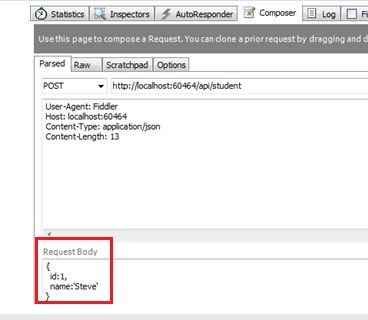 Statistics Inspectors AutoResponder Composer Log
Use this page to compose a Request. You can clone a prior request by dragging and
Parsed Raw Scratchpad Options
POST http://localhost:60464/api/student
User-Agent: Fiddler
Host: localhost:60464
Content-Type: application/json
Content-Length: 13
Request Body
{
id:1,
name:'Steve'
}